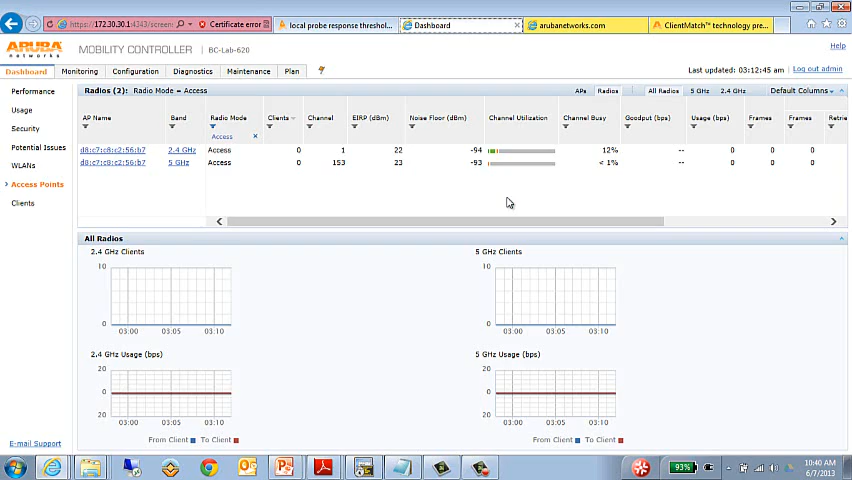 https://172.30.30.1:4343/screen
Certificate error
local probe response threshol...
Dashboard
arubanetworks.com
ClientMatch™ technology pre...
ARUBA
networks
MOBILITY CONTROLLER | BC-Lab-620
Help
Dashboard Monitoring Configuration Diagnostics Maintenance Plan
Last updated: 03:12:45 am Log out admin
Performance
Usage
Security
Potential Issues
WLANs
Access Points
Clients
E-mail Support
Radios (2): Radio Mode = Access APs Radios All Radios 5 GHz 2.4 GHz Default Columns
AP Name Band Radio Mode Clients Channel EIRP (dBm) Noise Floor (dBm) Channel Utilization Channel Busy Goodput (bps) Usage (bps) Frames Frames Retrie
Access ×
d8:c7:c8:c2:56:b7 2.4 GHz Access 0 1 22 -94 12% -- 0 0 0
d8:c7:c8:c2:56:b7 5 GHz Access 0 153 23 -93 < 1% -- 0 0 0
All Radios
2.4 GHz Clients
10
0
03:00 03:05 03:10
5 GHz Clients
10
0
03:00 03:05 03:10
2.4 GHz Usage (bps)
20
0
20
03:00 03:05 03:10
From Client To Client
5 GHz Usage (bps)
20
0
20
03:00 03:05 03:10
From Client To Client
93%
10:40 AM
6/7/2013